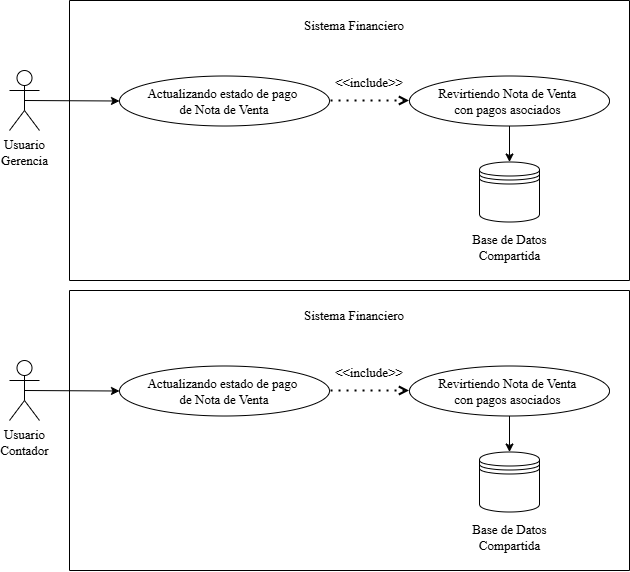 Sistema Financiero
<<include>>
Actualizando estado de pago
de Nota de Venta
Revirtiendo Nota de Venta
con pagos asociados
Usuario
Gerencia
Base de Datos
Compartida
Sistema Financiero
<<include>>
Actualizando estado de pago
de Nota de Venta
Revirtiendo Nota de Venta
con pagos asociados
Usuario
Contador
Base de Datos
Compartida